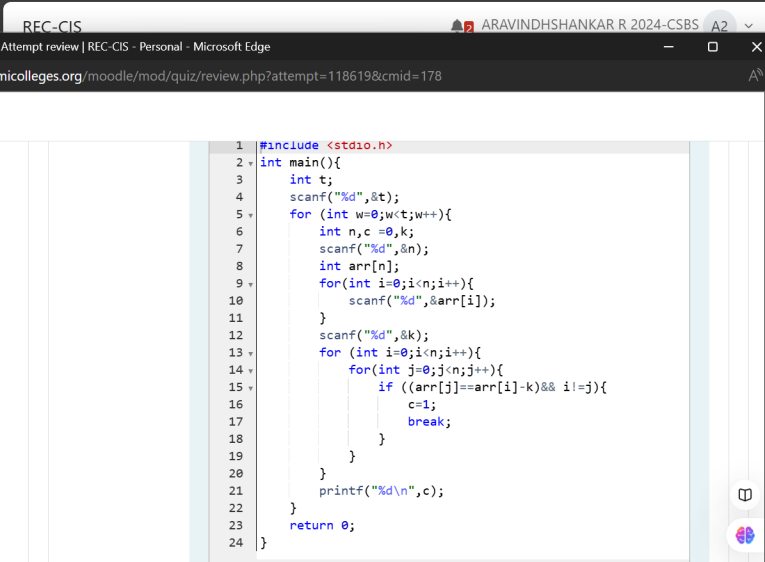 REC-CIS
2 ARAVINDHSHANKAR R 2024-CSBS A2
Attempt review | REC-CIS - Personal - Microsoft Edge
micolleges.org/moodle/mod/quiz/review.php?attempt=118619&cmid=178
1 #include <stdio.h>
2 int main(){
3     int t;
4     scanf("%d",&t);
5     for (int w=0;w<t;w++){
6         int n,c =0,k;
7         scanf("%d",&n);
8         int arr[n];
9         for(int i=0;i<n;i++){
10             scanf("%d",&arr[i]);
11         }
12         scanf("%d",&k);
13         for (int i=0;i<n;i++){
14             for(int j=0;j<n;j++){
15                 if ((arr[j]==arr[i]-k)&& i!=j){
16                     c=1;
17                     break;
18                 }
19             }
20         }
21         printf("%d\n",c);
22     }
23     return 0;
24 }